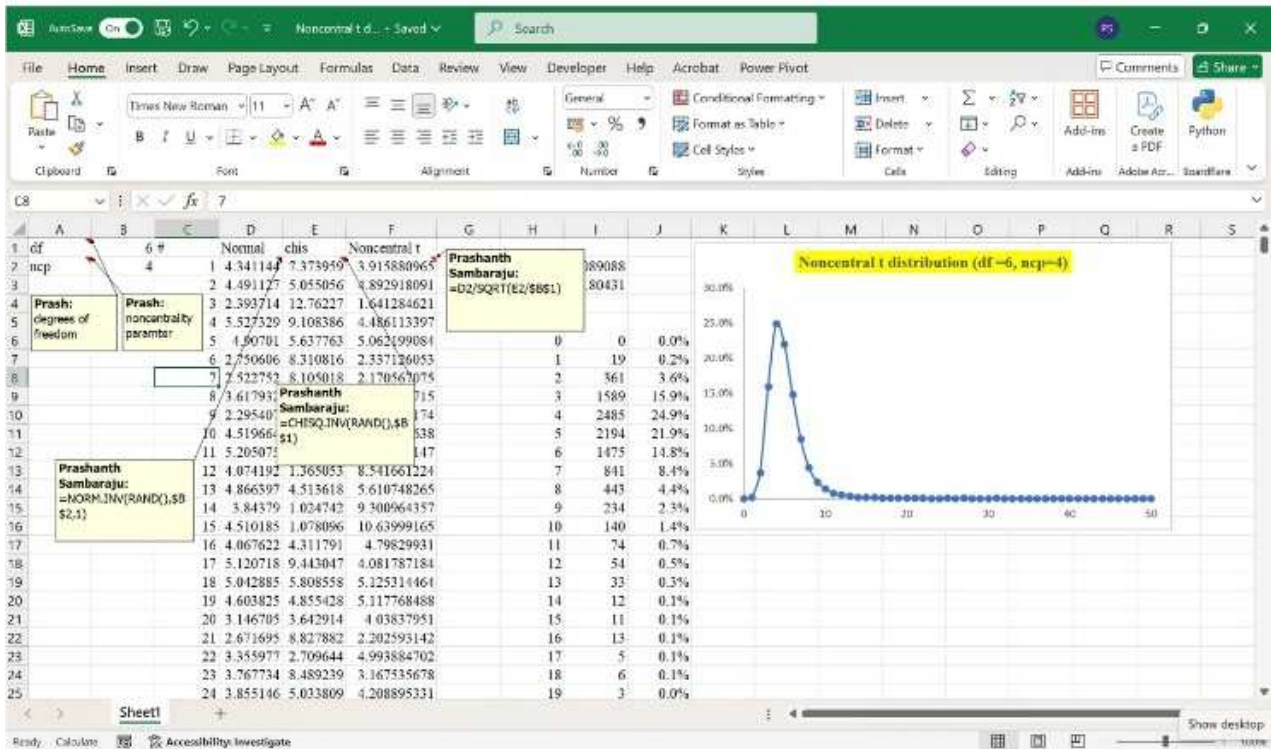 AutoSave On Noncentral t d... - Saved Search PS
File Home Insert Draw Page Layout Formulas Data Review View Developer Help Acrobat Power Pivot Comments Share
Paste Times New Roman 11 A^ A˅ General Conditional Formatting Insert Σ
B I U A % 9 Format as Table Delete Add-ins Create a PDF Python
Cell Styles Format
Clipboard Font Alignment Number Styles Cells Editing Add-ins Adobe Acr... Boardflare
C8 fx 7
A B C D E F G H I J K L M N O P Q R S
1 df 6 # Normal chis Noncentral t
2 ncp 4 1 4.341144 7.373959 3.915880965 089088
3 2 4.491127 5.055056 4.892918091 .80431
4 3 2.393714 12.76227 1.641284621
5 4 5.527329 9.108386 4.486113397
6 5 4.90701 5.637763 5.062199084 0 0 0.0%
7 6 2.750606 8.310816 2.337126053 1 19 0.2%
8 7 2.522752 8.105018 2.170567075 2 361 3.6%
9 8 3.61793 715 3 1589 15.9%
10 9 2.29540 174 4 2485 24.9%
11 10 4.51966 638 5 2194 21.9%
12 11 5.20507 147 6 1475 14.8%
13 12 4.074192 1.365053 8.541661224 7 841 8.4%
14 13 4.866397 4.513618 5.610748265 8 443 4.4%
15 14 3.84379 1.024742 9.300964357 9 234 2.3%
16 15 4.510185 1.078096 10.63999165 10 140 1.4%
17 16 4.067622 4.311791 4.79829931 11 74 0.7%
18 17 5.120718 9.443047 4.081787184 12 54 0.5%
19 18 5.042885 5.808558 5.125314464 13 33 0.3%
20 19 4.603825 4.855428 5.117768488 14 12 0.1%
21 20 3.146705 3.642914 4.03837951 15 11 0.1%
22 21 2.671695 8.827882 2.202593142 16 13 0.1%
23 22 3.355977 2.709644 4.993884702 17 5 0.1%
24 23 3.767734 8.489239 3.167535678 18 6 0.1%
25 24 3.855146 5.033809 4.208895331 19 3 0.0%
Prash:
degrees of
freedom
Prash:
noncentrality
paramter
Prashanth
Sambaraju:
=D2/SQRT(E2/$B$1)
Prashanth
Sambaraju:
=CHISQ.INV(RAND(),$B
$1)
Prashanth
Sambaraju:
=NORM.INV(RAND(),$B
$2,1)
Noncentral t distribution (df =6, ncp=4)
30.0%
25.0%
20.0%
15.0%
10.0%
5.0%
0.0%
0 10 20 30 40 50
Sheet1 +
Ready Calculate Accessibility: Investigate 100%
Show desktop